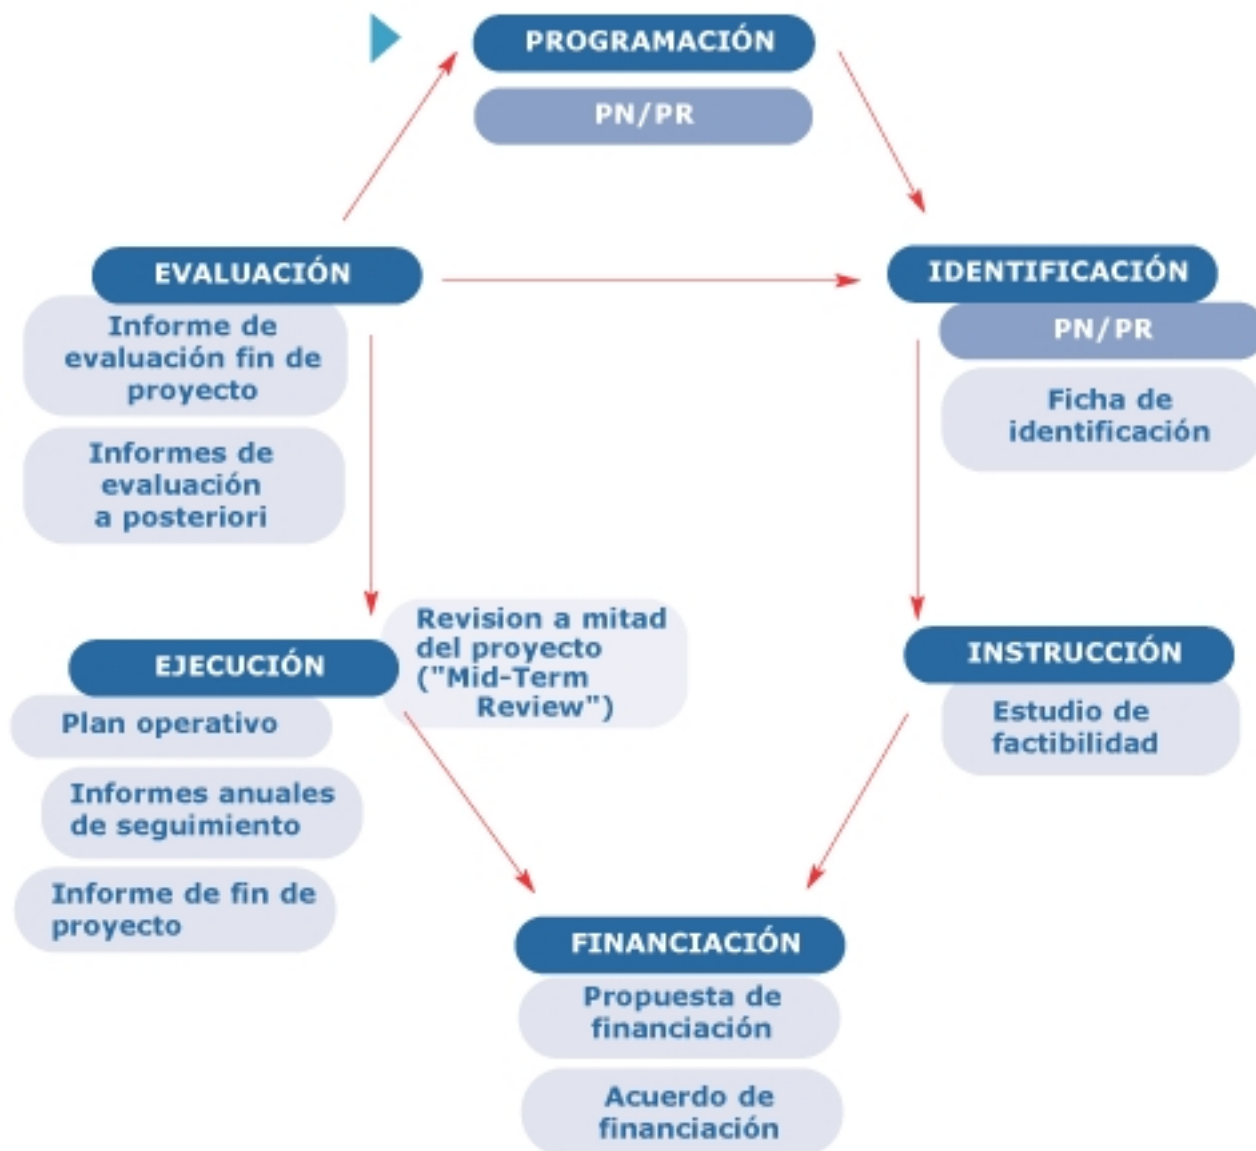 PROGRAMACIÓN
PN/PR
EVALUACIÓN
Informe de
evaluación fin de
proyecto
Informes de
evaluación
a posteriori
IDENTIFICACIÓN
PN/PR
Ficha de
identificación
EJECUCIÓN
Revision a mitad
del proyecto
("Mid-Term
Review")
Plan operativo
Informes anuales
de seguimiento
Informe de fin de
proyecto
INSTRUCCIÓN
Estudio de
factibilidad
FINANCIACIÓN
Propuesta de
financiación
Acuerdo de
financiación